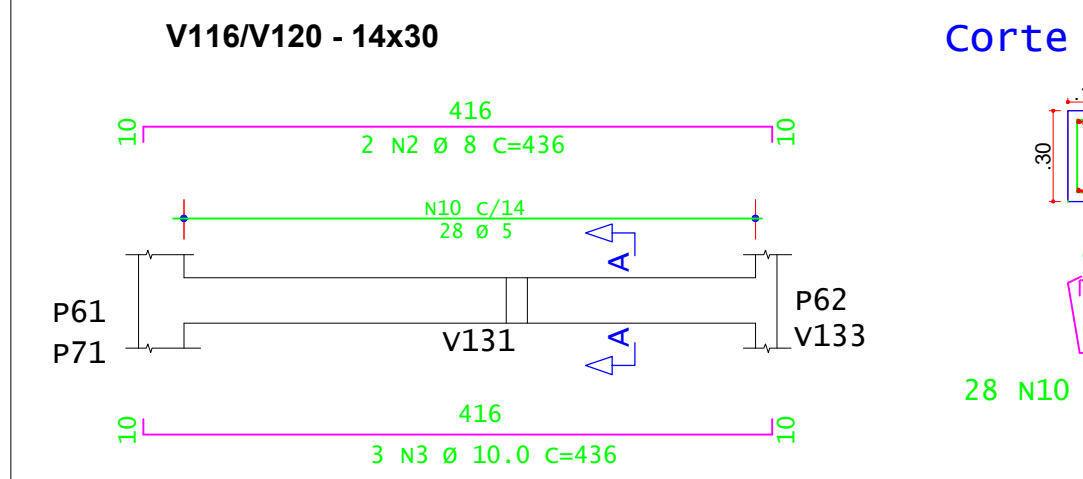 V116/V120 - 14x30
Corte
10
416
10
2 N2 Ø 8 C=436
.30
N10 C/14
28 Ø 5
A
P61
P71
V131
A
P62
V133
28 N10
10
416
10
3 N3 Ø 10.0 C=436